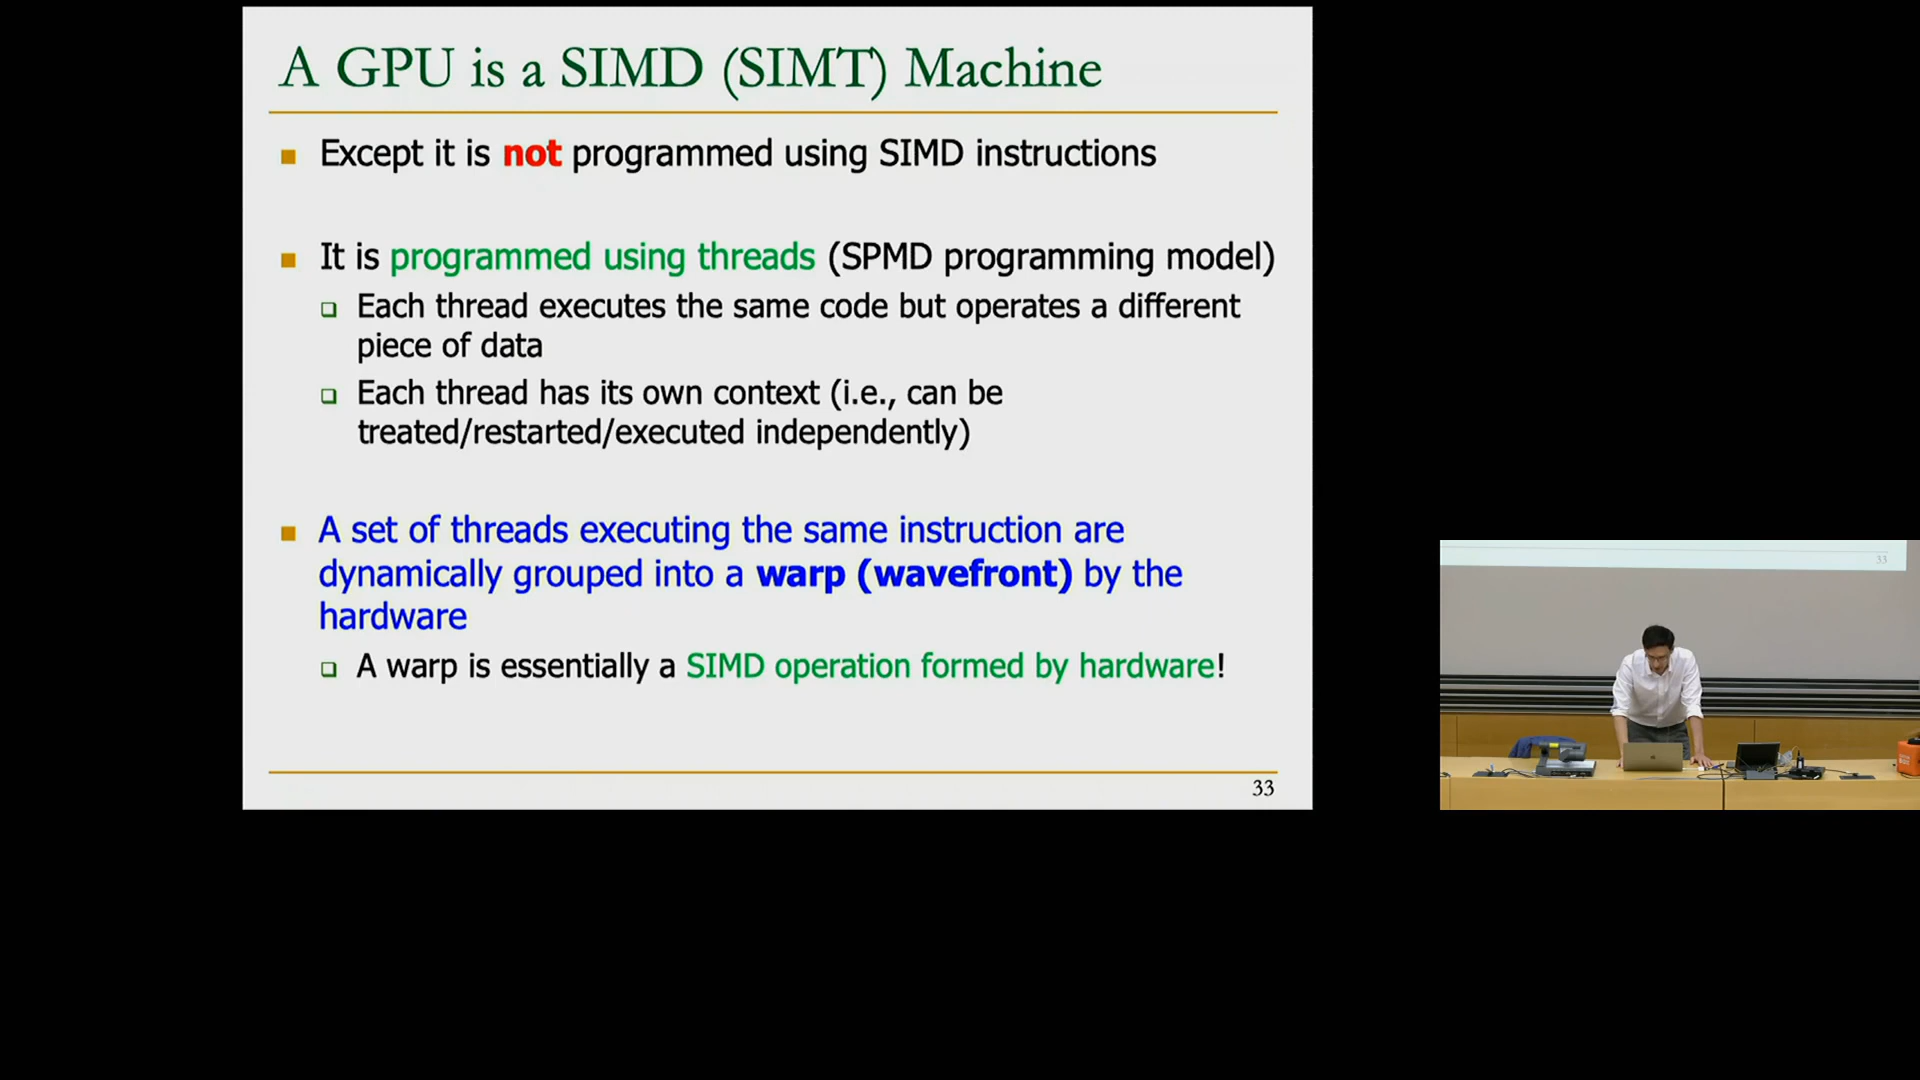 A GPU is a SIMD (SIMT) Machine
Except it is not programmed using SIMD instructions
It is programmed using threads (SPMD programming model)
Each thread executes the same code but operates a different
piece of data
Each thread has its own context (i.e., can be
treated/restarted/executed independently)
A set of threads executing the same instruction are
dynamically grouped into a warp (wavefront) by the
hardware
A warp is essentially a SIMD operation formed by hardware!
33
33